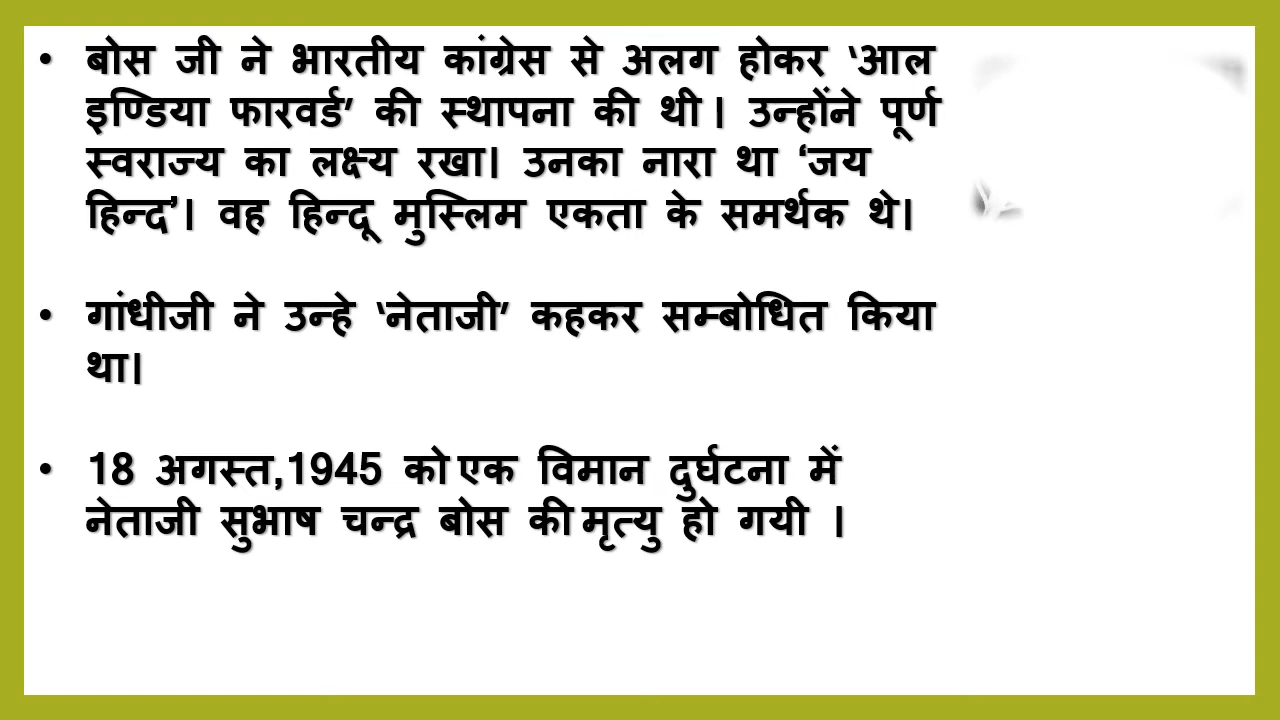 • बोस जी ने भारतीय कांग्रेस से अलग होकर ‘आल
इण्डिया फारवर्ड’ की स्थापना की थी। उन्होंने पूर्ण
स्वराज्य का लक्ष्य रखा। उनका नारा था ‘जय
हिन्द’। वह हिन्दू मुस्लिम एकता के समर्थक थे।
• गांधीजी ने उन्हे ‘नेताजी’ कहकर सम्बोधित किया
था।
• 18 अगस्त,1945 को एक विमान दुर्घटना में
नेताजी सुभाष चन्द्र बोस की मृत्यु हो गयी ।